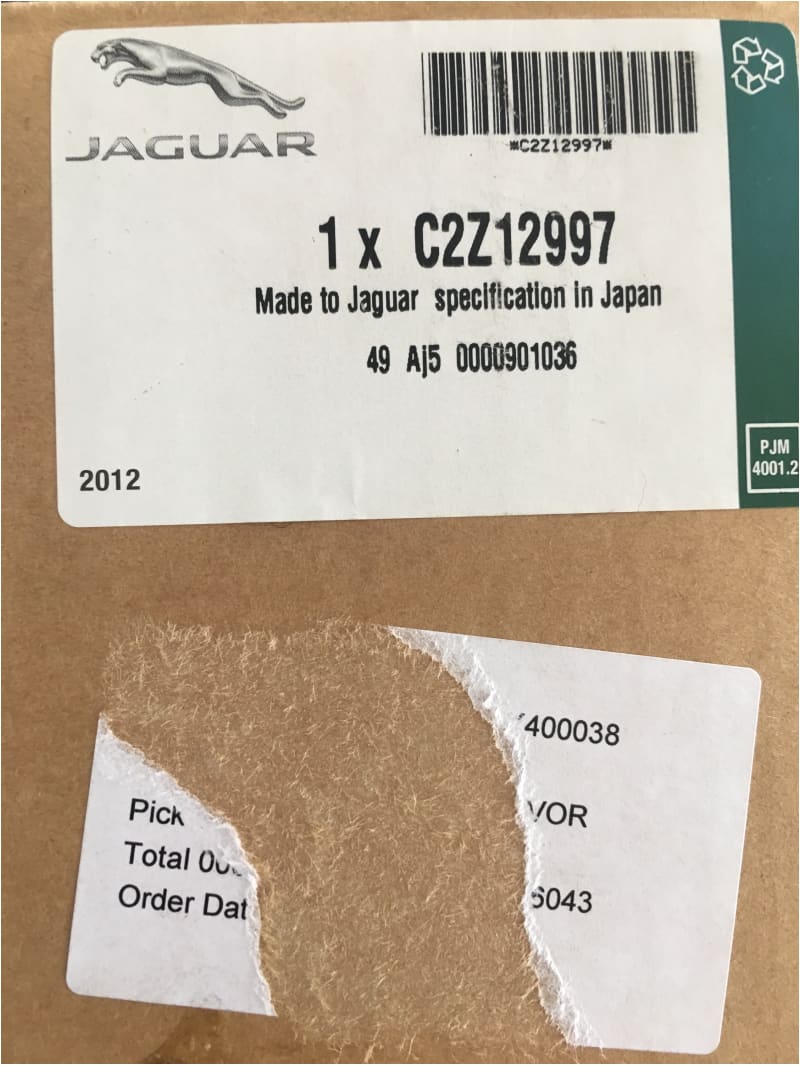 JAGUAR
*C2Z12997*
1 x C2Z12997
Made to Jaguar specification in Japan
49 Aj5 0000901036
2012
PJM
4001.2
400038
Pick
VOR
Total 00
Order Dat
6043